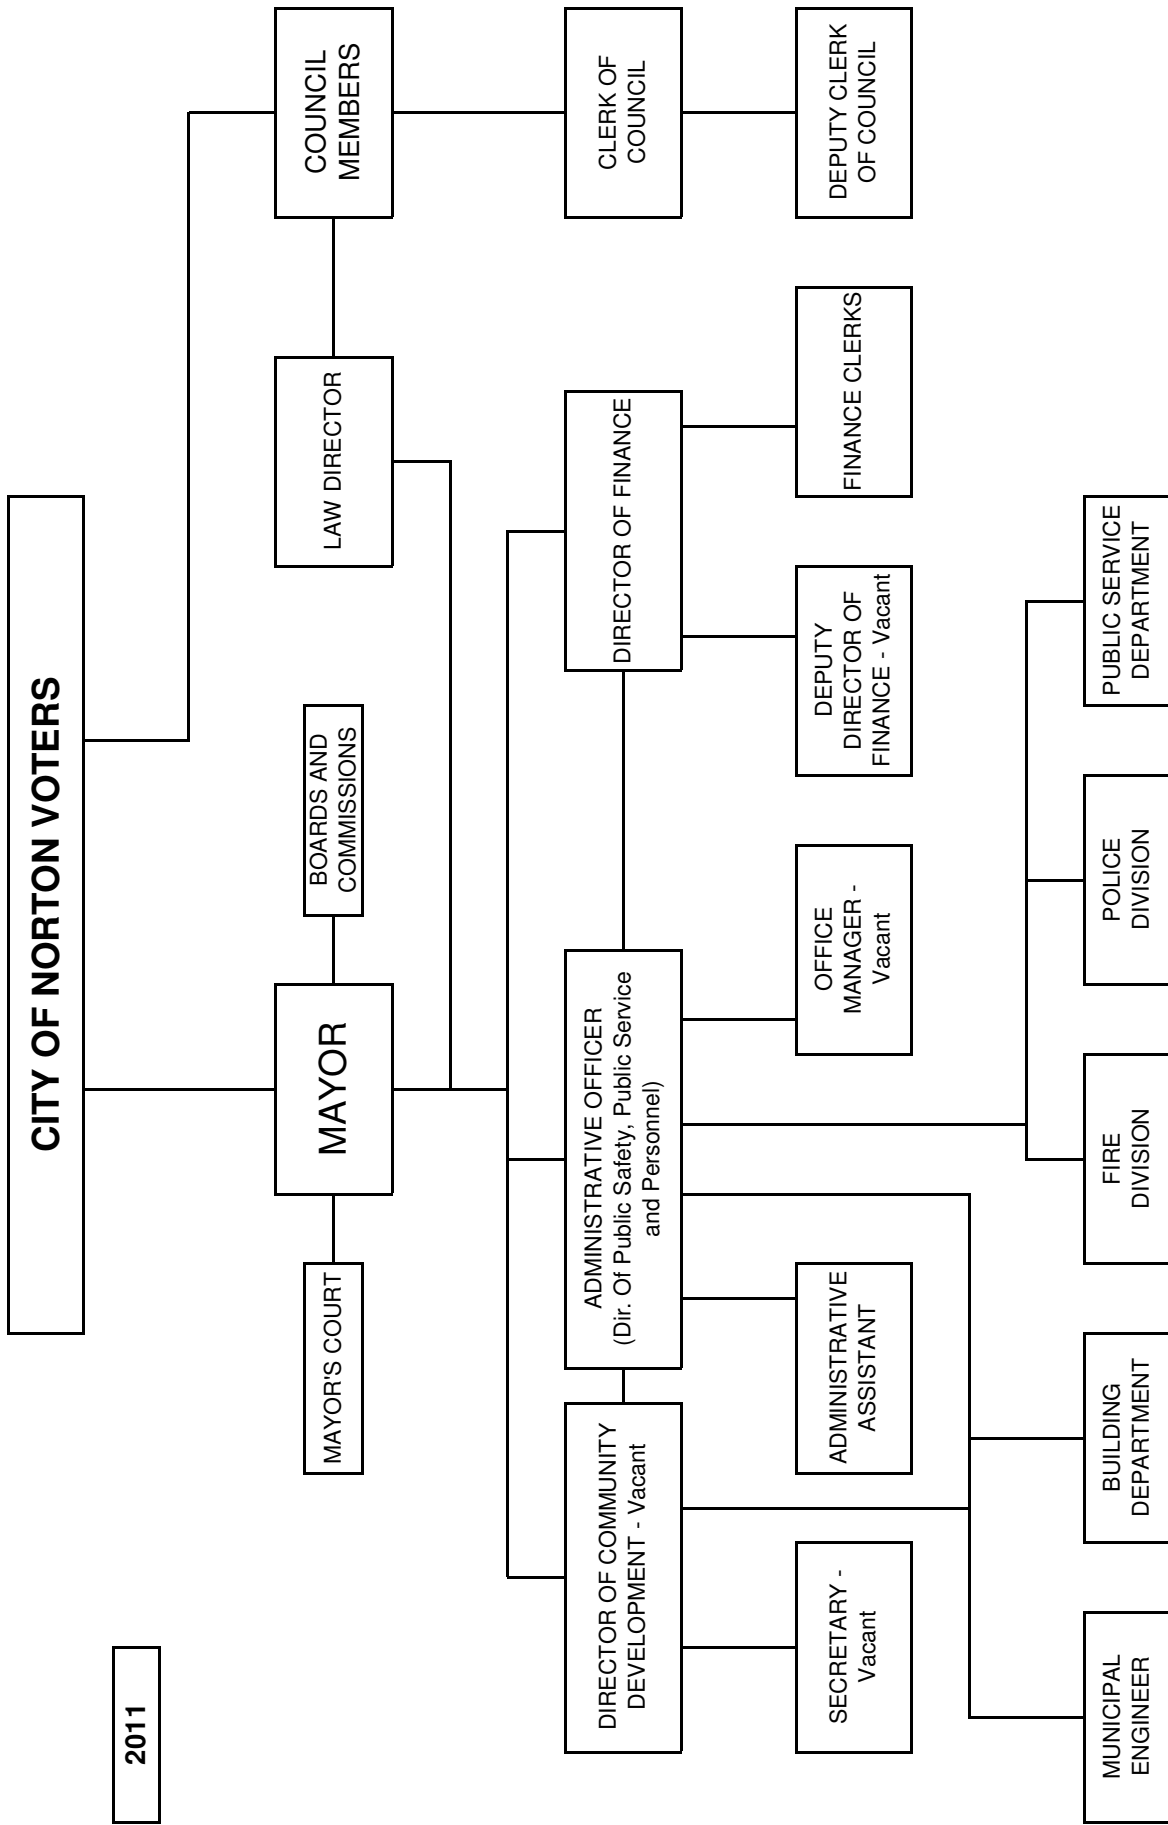 CITY OF NORTON VOTERS
2011
MAYOR'S COURT
MAYOR
BOARDS AND
COMMISSIONS
LAW DIRECTOR
COUNCIL
MEMBERS
DIRECTOR OF COMMUNITY
DEVELOPMENT - Vacant
ADMINISTRATIVE OFFICER
(Dir. Of Public Safety, Public Service
and Personnel)
DIRECTOR OF FINANCE
CLERK OF
COUNCIL
SECRETARY -
Vacant
ADMINISTRATIVE
ASSISTANT
OFFICE
MANAGER -
Vacant
DEPUTY
DIRECTOR OF
FINANCE - Vacant
FINANCE CLERKS
DEPUTY CLERK
OF COUNCIL
MUNICIPAL
ENGINEER
BUILDING
DEPARTMENT
FIRE
DIVISION
POLICE
DIVISION
PUBLIC SERVICE
DEPARTMENT